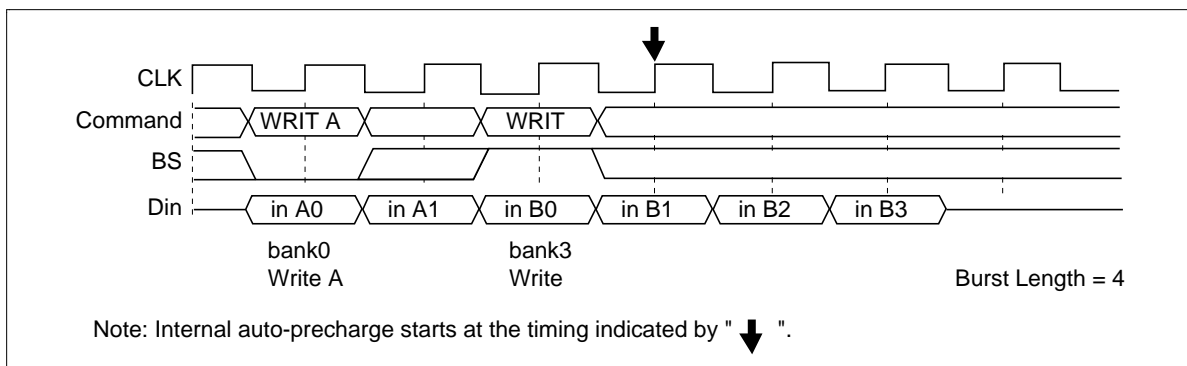 CLK
Command WRIT A WRIT
BS
Din in A0 in A1 in B0 in B1 in B2 in B3
bank0 bank3
Write A Write Burst Length = 4
Note: Internal auto-precharge starts at the timing indicated by " ".